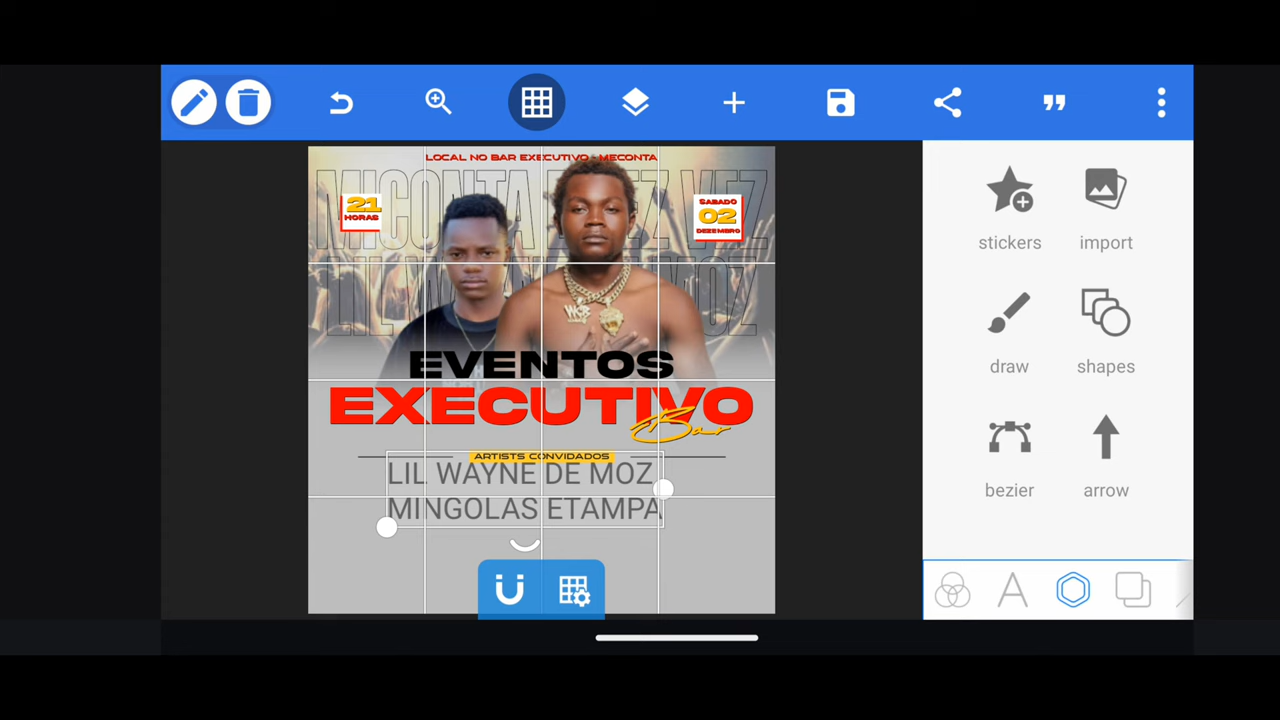 LOCAL NO BAR EXECUTIVO - MECONTA
21
HORAS
SABADO
02
DEZEMBRO
EVENTOS
EXECUTIVO
Bar
ARTISTS CONVIDADOS
LIL WAYNE DE MOZ
MINGOLAS ETAMPA
stickers
import
draw
shapes
bezier
arrow